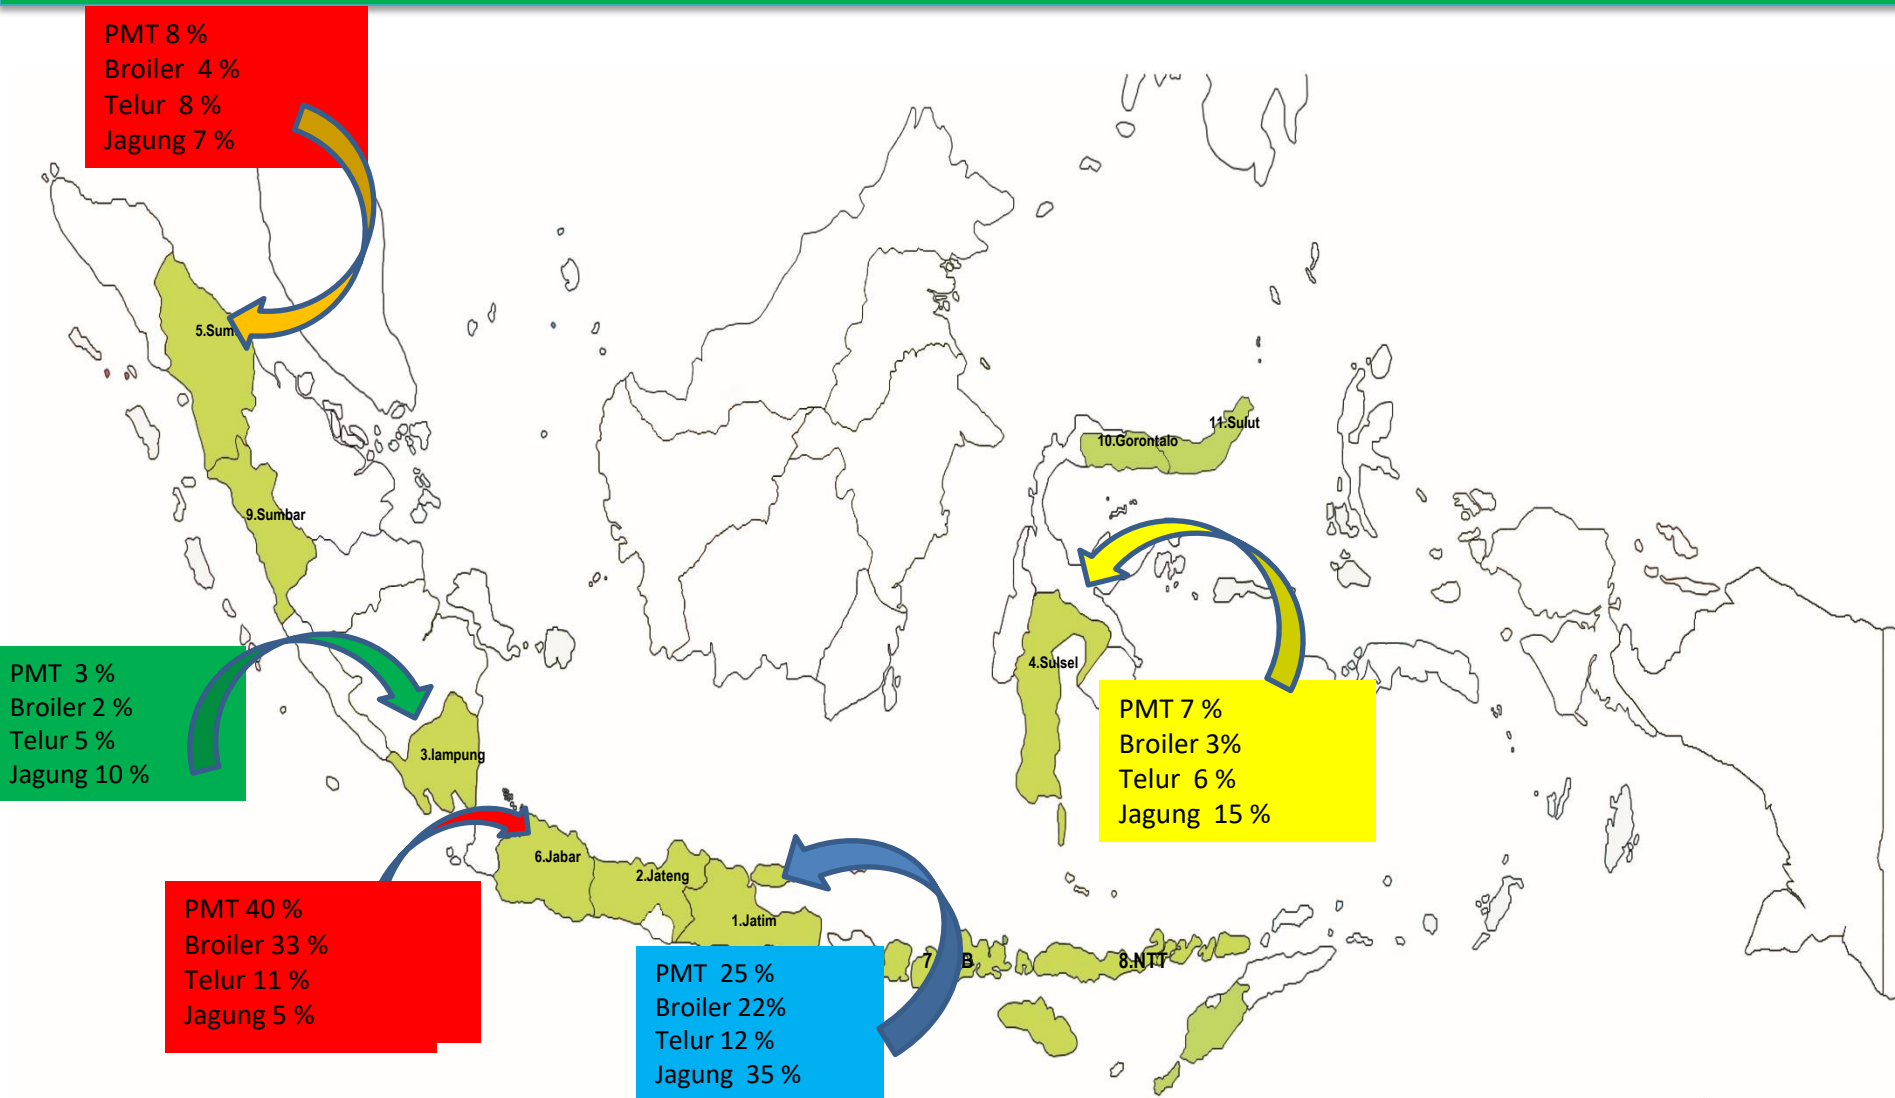 PMT 8 %
Broiler 4 %
Telur 8 %
Jagung 7 %
5.Sum
9.Sumbar
11.Sulut
10.Gorontalo
4.Sulsel
PMT 3 %
Broiler 2 %
Telur 5 %
Jagung 10 %
3.lampung
PMT 7 %
Broiler 3%
Telur 6 %
Jagung 15 %
6.Jabar
2.Jateng
1.Jatim
7
B
8.NTT
PMT 40 %
Broiler 33 %
Telur 11 %
Jagung 5 %
PMT 25 %
Broiler 22%
Telur 12 %
Jagung 35 %